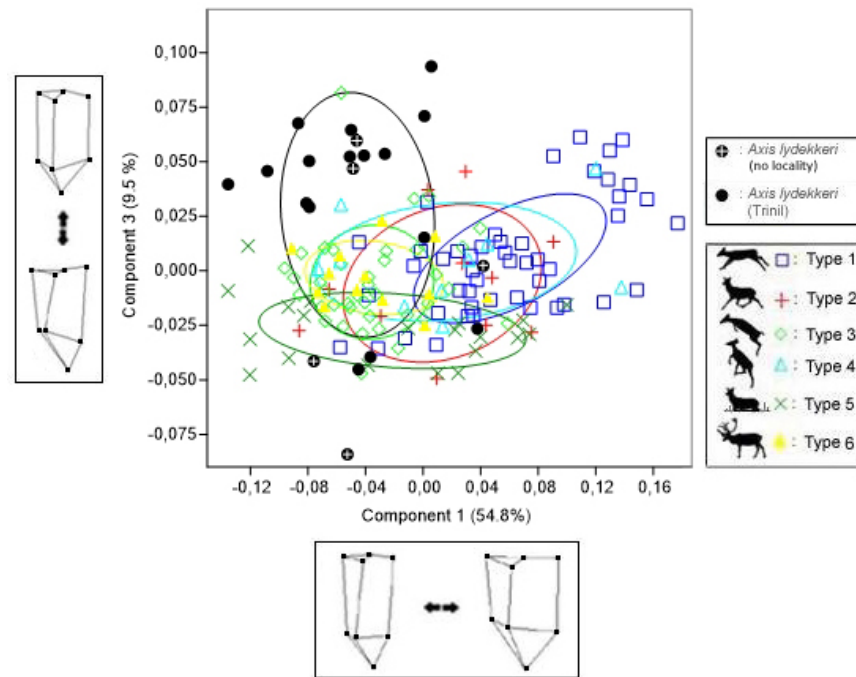 0,100
0,075
0,050
0,025
0,000
-0,025
-0,050
-0,075
Component 3 (9.5 %)
-0,12 -0,08 -0,04 0,00 0,04 0,08 0,12 0,16
Component 1 (54.8%)
: Axis lydekkeri
(no locality)
: Axis lydekkeri
(Trinil)
: Type 1
: Type 2
: Type 3
: Type 4
: Type 5
: Type 6